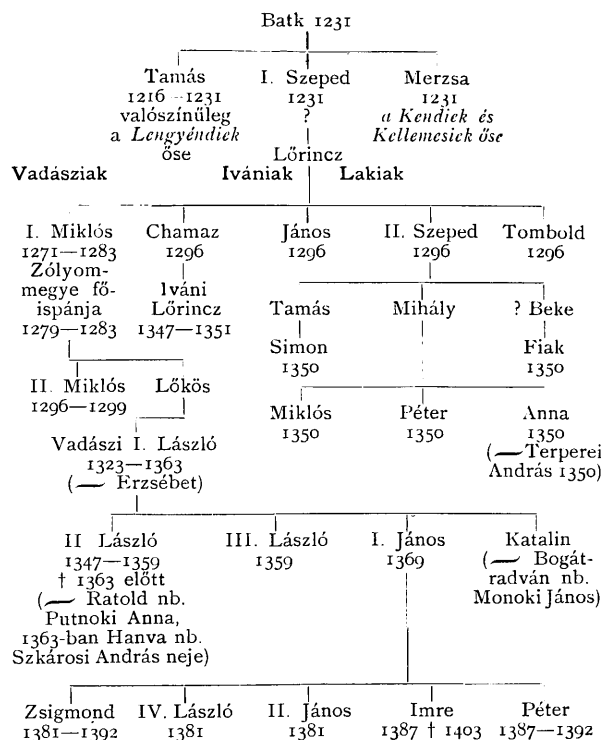 Batk 1231
Tamás I. Szeped Merzsa
1216–1231 1231 1231
valószínűleg ? a Kendiek és
a Lengyéndiek Kellemesiek őse
őse Lőrincz
Vadásziak Ivániak Lakiak
I. Miklós Chamaz János II. Szeped Tombold
1271—1283 1296 1296 1296 1296
Zólyom-
megye fő- Iváni
ispánja Lőrincz Tamás Mihály ? Beke
1279—1283 1347—1351
Simon Fiak
1350 1350
II. Miklós Lőkös
1296—1299 Miklós Péter Anna
1350 1350 1350
Vadászi I. László (⁓ Terperei
1323—1363 András 1350)
(⁓ Erzsébet)
II László III. László I. János Katalin
1347—1359 1359 1369 (⁓ Bogát-
† 1363 előtt radván nb.
(⁓ Ratold nb. Monoki János)
Putnoki Anna,
1363-ban Hanva nb.
Szkárosi András neje)
Zsigmond IV. László II. János Imre Péter
1381—1392 1381 1381 1387 † 1403 1387—1392